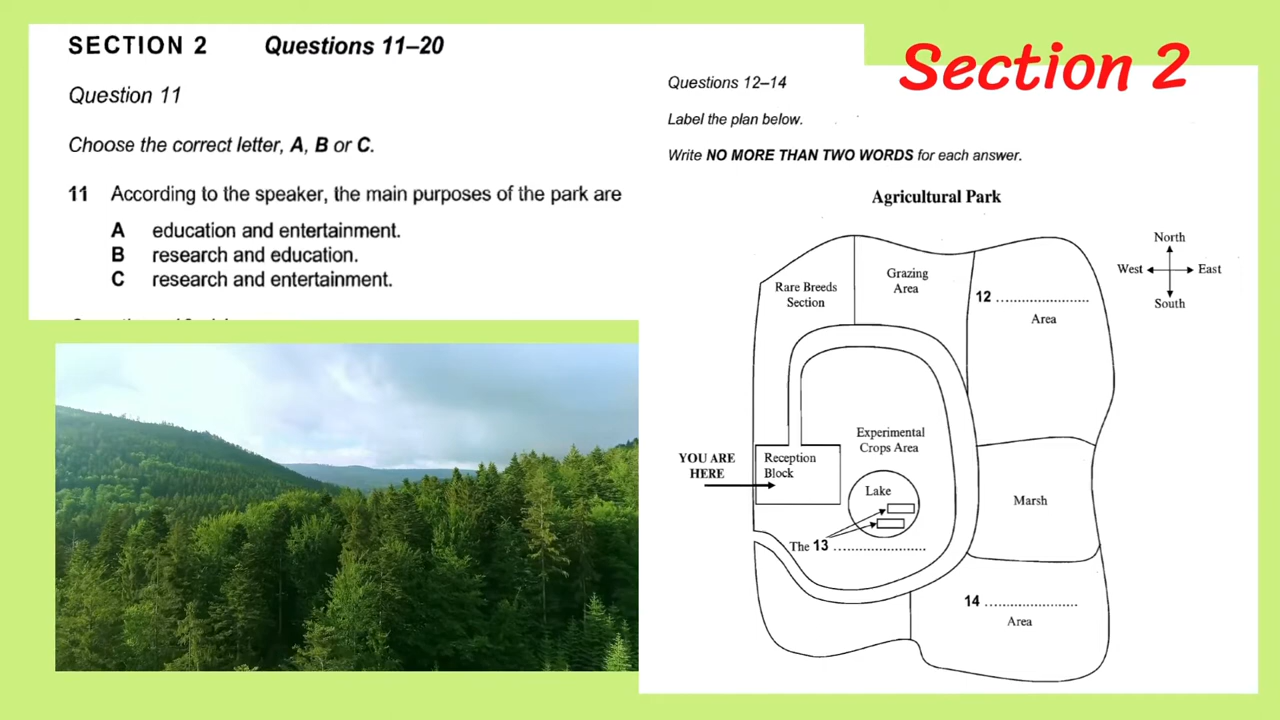 SECTION 2 Questions 11–20
Question 11
Choose the correct letter, A, B or C.
11 According to the speaker, the main purposes of the park are
A education and entertainment.
B research and education.
C research and entertainment.
Section 2
Questions 12–14
Label the plan below.
Write NO MORE THAN TWO WORDS for each answer.
Agricultural Park
North
West East
South
Rare Breeds
Section
Grazing
Area
12 ........................
Area
Experimental
Crops Area
YOU ARE
HERE
Reception
Block
Lake
The 13 ........................
Marsh
14 ........................
Area